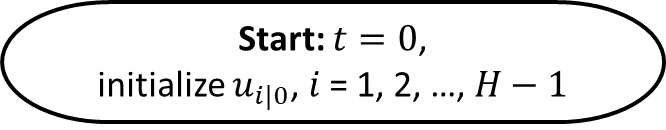 Start: t = 0,
initialize u_{i|0}, i = 1, 2, ..., H − 1